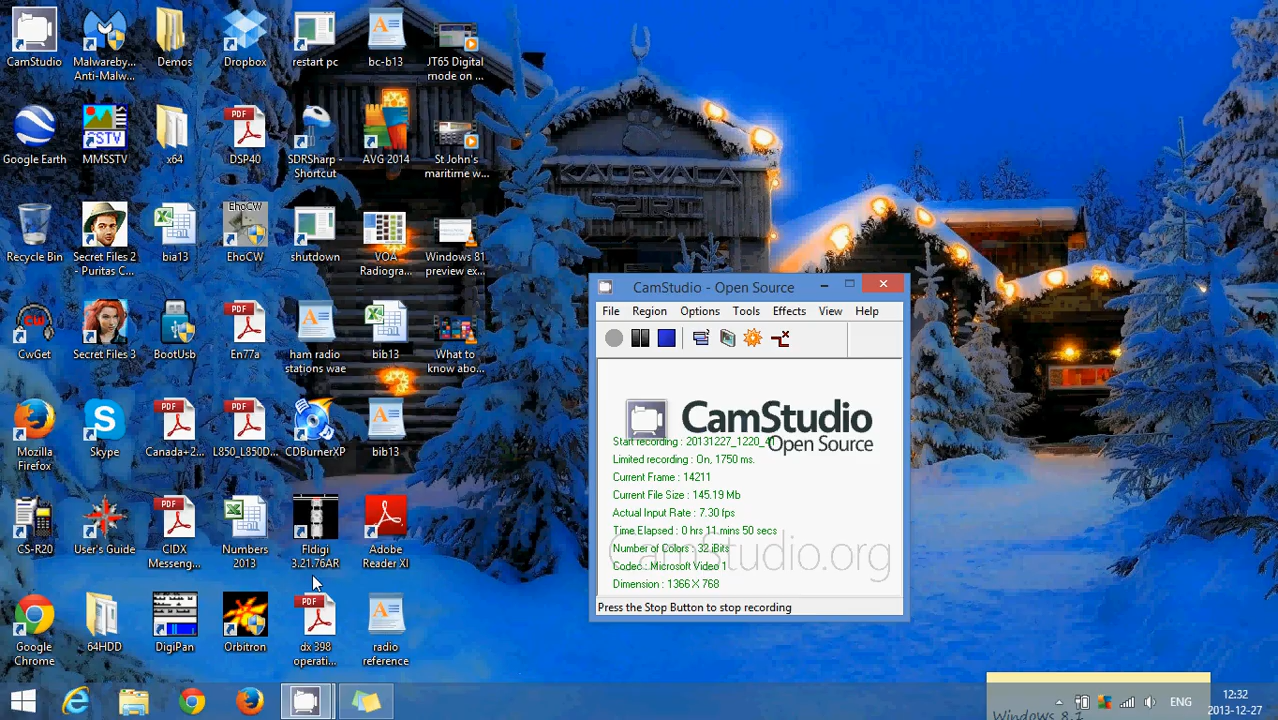 CamStudio
Malwareby...
Anti-Malw...
Demos
Dropbox
restart pc
bc-b13
JT65 Digital
mode on ...
Google Earth
MMSSTV
x64
DSP40
SDRSharp -
Shortcut
AVG 2014
St John's
maritime w...
Recycle Bin
Secret Files 2
- Puritas C...
bia13
EhoCW
shutdown
VOA
Radiogra...
Windows 81
preview ex...
CwGet
Secret Files 3
BootUsb
En77a
ham radio
stations wae
bib13
What to
know abo...
Mozilla
Firefox
Skype
Canada+2...
L850_L850D...
CDBurnerXP
bib13
CS-R20
User's Guide
CIDX
Messeng...
Numbers
2013
Fldigi
3.21.76AR
Adobe
Reader XI
Google
Chrome
64HDD
DigiPan
Orbitron
dx 398
operati...
radio
reference
KALEVALA
SPIRIT
CamStudio - Open Source
File Region Options Tools Effects View Help
CamStudio
Open Source
Start recording : 20131227_1220_41
Limited recording : On, 1750 ms.
Current Frame : 14211
Current File Size : 145.19 Mb
Actual Input Rate : 7.30 fps
Time Elapsed : 0 hrs 11 mins 50 secs
Number of Colors : 32 Bits
Codec : Microsoft Video 1
Dimension : 1366 X 768
CamStudio.org
Press the Stop Button to stop recording
ENG
12:32
2013-12-27
Windows 8.1